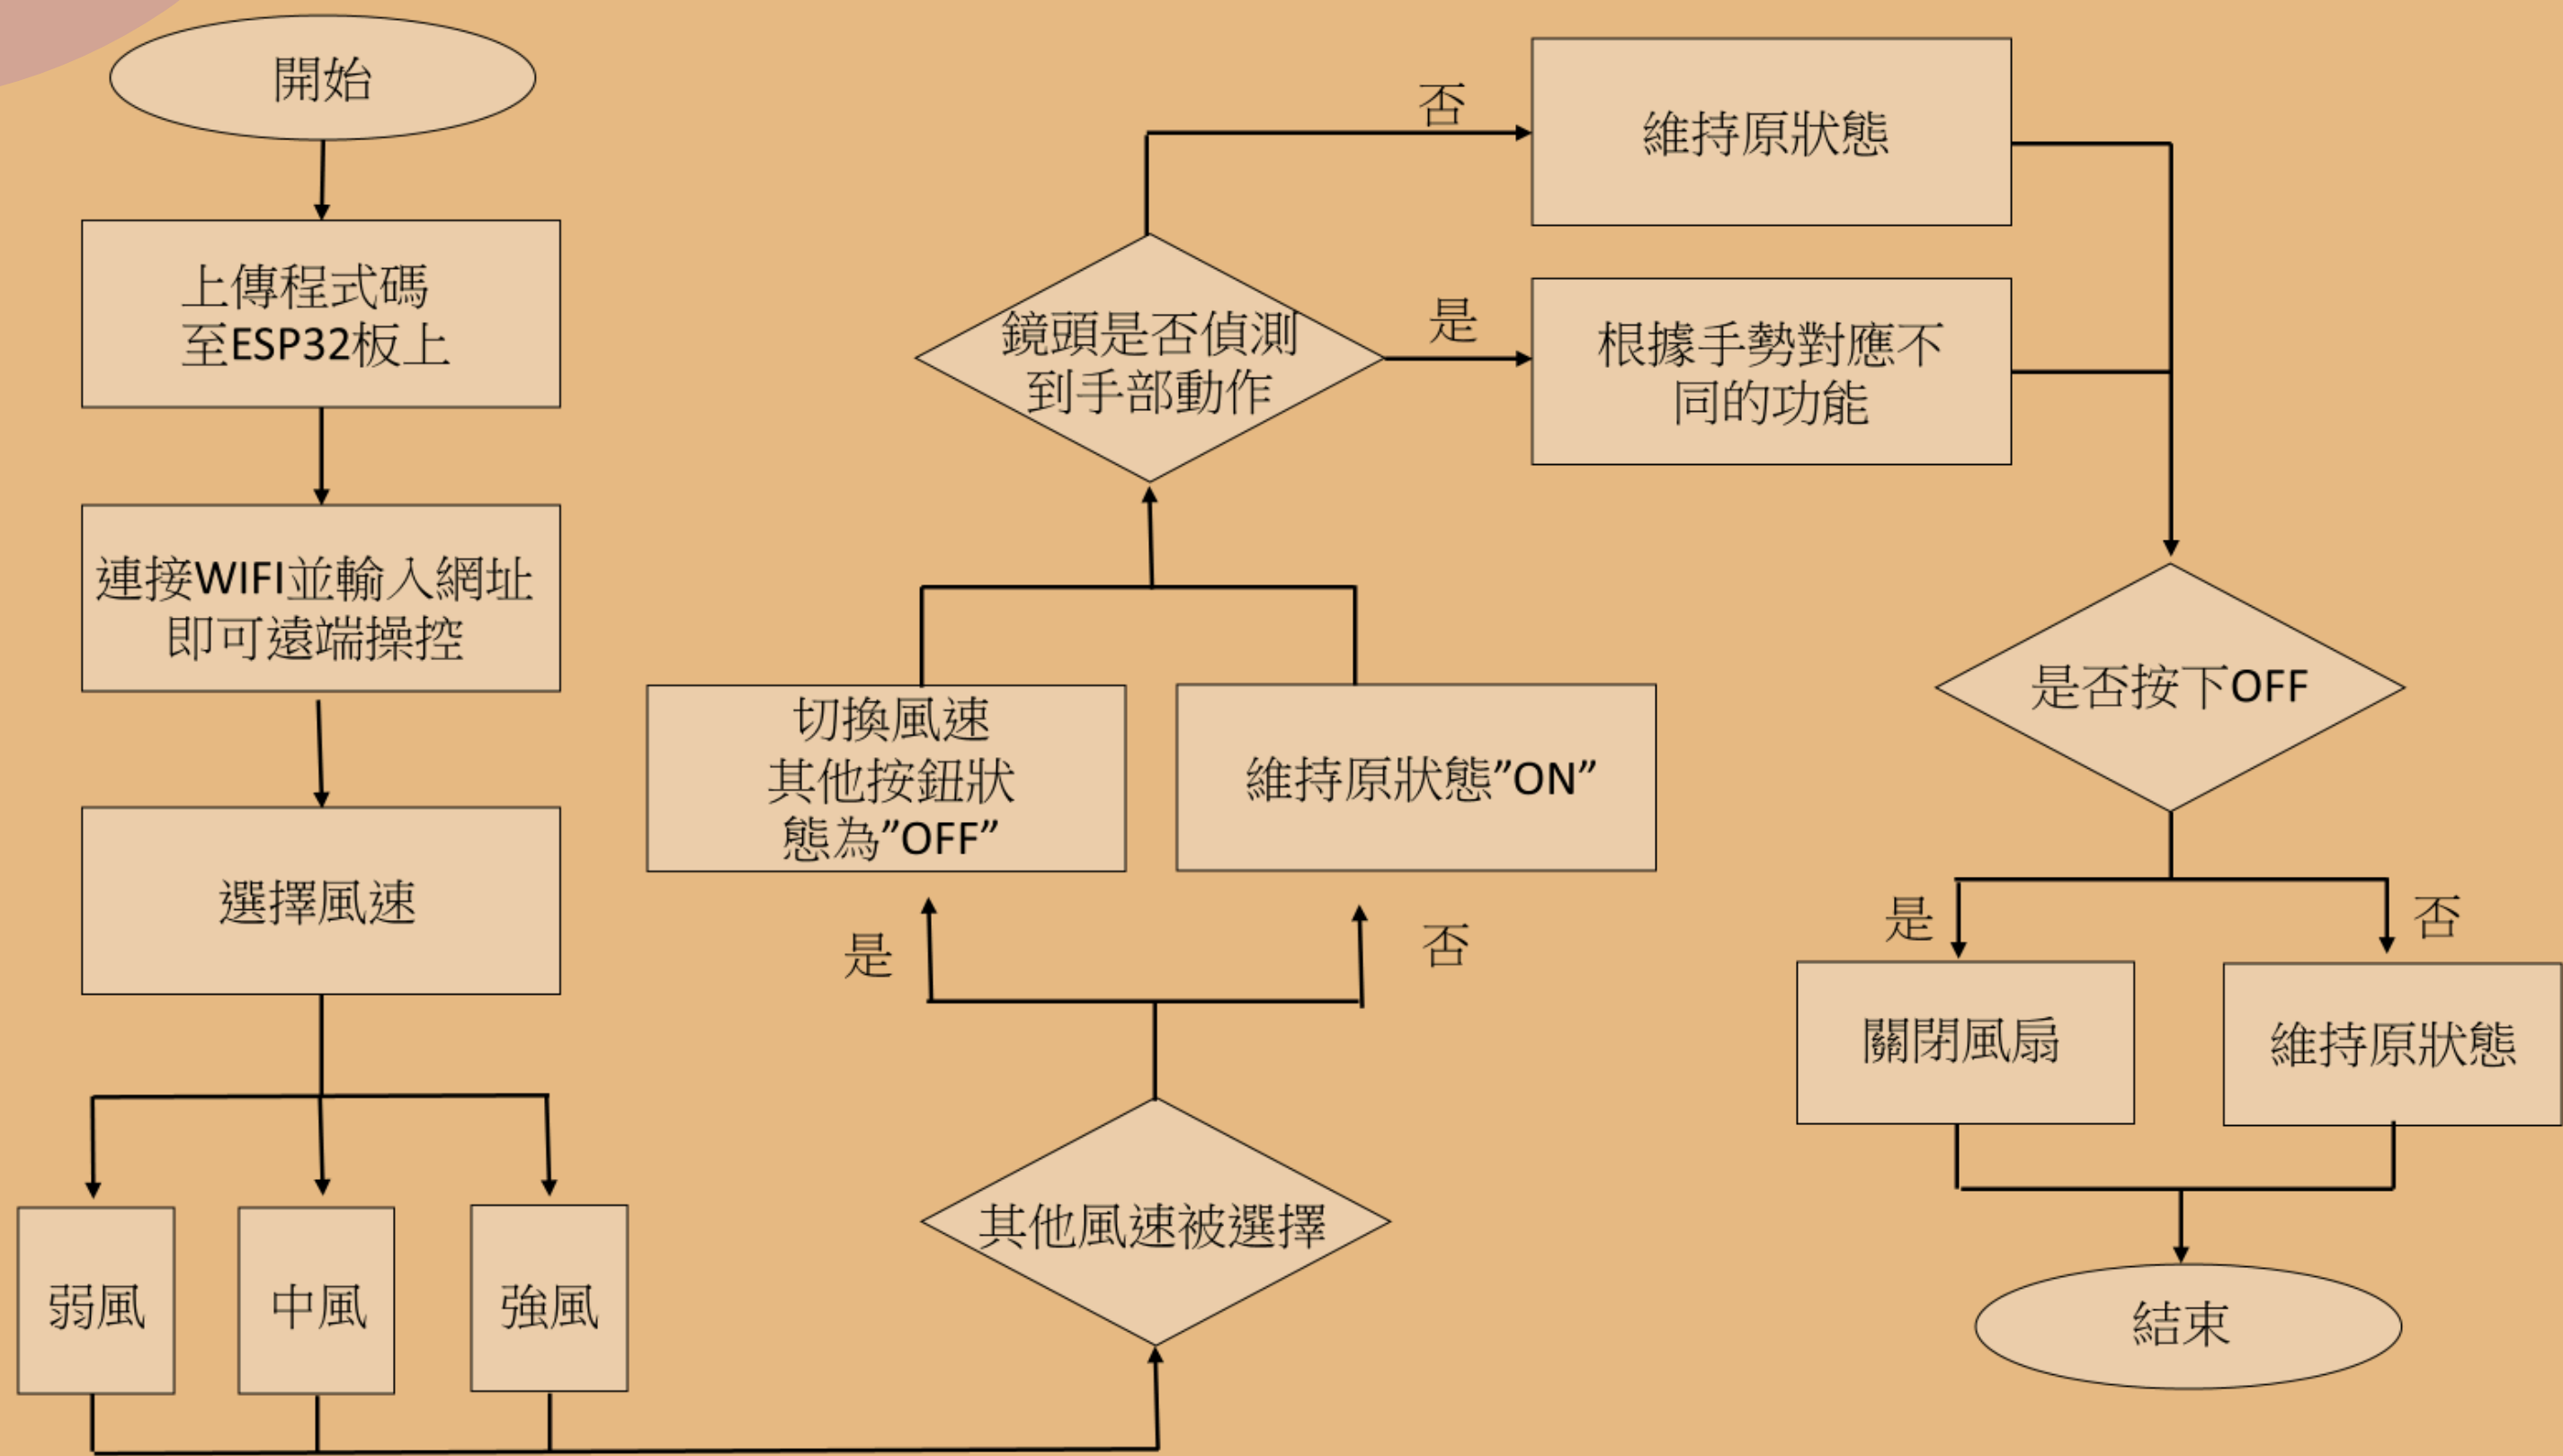 開始
上傳程式碼
至ESP32板上
連接WIFI並輸入網址
即可遠端操控
選擇風速
弱風
中風
強風
其他風速被選擇
是
否
切換風速
其他按鈕狀
態為”OFF”
維持原狀態”ON”
鏡頭是否偵測
到手部動作
否
是
維持原狀態
根據手勢對應不
同的功能
是否按下OFF
是
否
關閉風扇
維持原狀態
結束